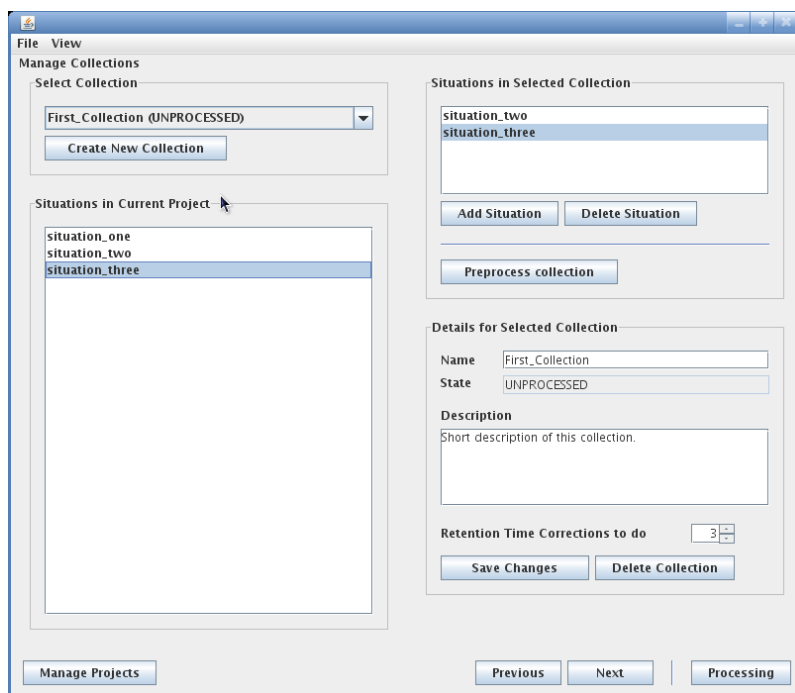 File View
Manage Collections
Select Collection
First_Collection (UNPROCESSED)
Create New Collection
Situations in Current Project
situation_one
situation_two
situation_three
Situations in Selected Collection
situation_two
situation_three
Add Situation Delete Situation
Preprocess collection
Details for Selected Collection
Name First_Collection
State UNPROCESSED
Description
Short description of this collection.
Retention Time Corrections to do 3
Save Changes Delete Collection
Manage Projects Previous Next Processing